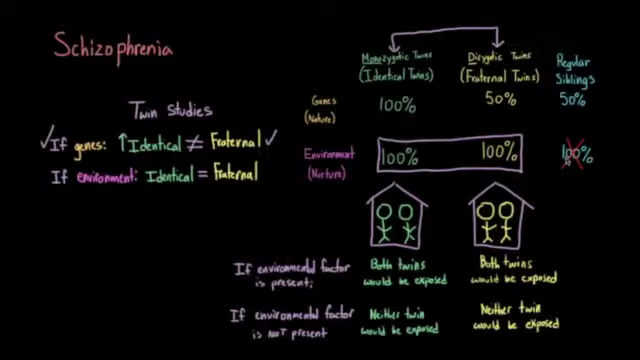 Schizophrenia
Twin Studies
If genes: ↑Identical ≠ Fraternal
If environment: Identical = Fraternal
Monozygotic Twins
(Identical Twins)
Dizygotic Twins
(Fraternal Twins)
Regular
Siblings
Genes
(Nature)
100%
50%
50%
Environment
(Nurture)
100%
100%
100%
If environmental factor
is present:
Both twins
would be exposed
Both twins
would be exposed
If environmental factor
is NOT present
Neither twin
would be exposed
Neither twin
would be exposed